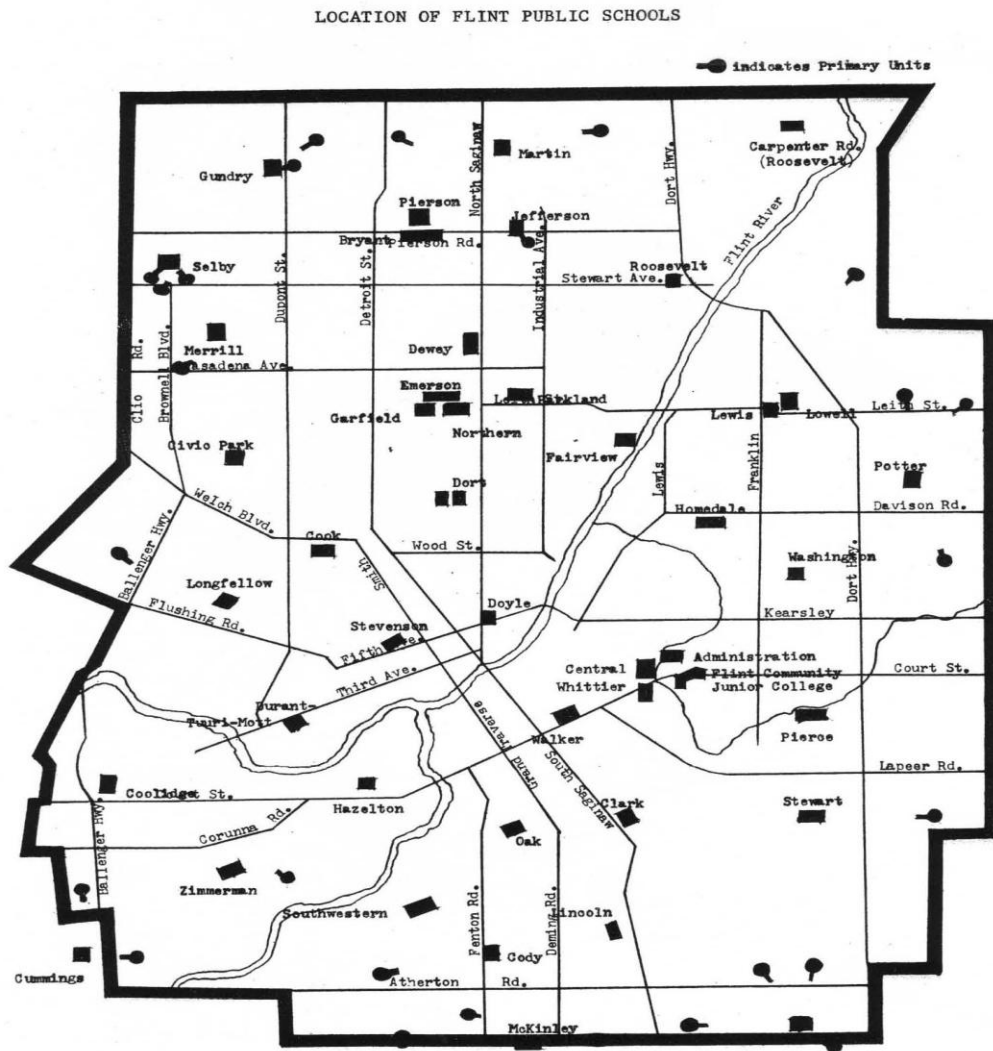 LOCATION OF FLINT PUBLIC SCHOOLS
indicates Primary Units
Gundry
North Saginaw
Martin
Dort Hwy.
Carpenter Rd.
(Roosevelt)
Pierson
Jefferson
Bryant
Pierson Rd.
Industrial Ave.
Flint River
Selby
Dupont St.
Detroit St.
Stewart Ave.
Roosevelt
Clio Rd.
Brownell Blvd.
Merrill
Pasadena Ave.
Dewey
Emerson
Garfield
Northern
Parkland
Lewis
Lowell
Leith St.
Civic Park
Fairview
Lewis
Franklin
Potter
Dort
Davison Rd.
Welch Blvd.
Homedale
Ballenger Hwy.
Cook
Smith
Wood St.
Washington
Dort Hwy.
Longfellow
Flushing Rd.
Doyle
Kearsley
Stevenson
Fifth Ave.
Third Ave.
Central
Administration
Whittier
Flint Community
Junior College
Court St.
Durant-
Tuuri-Mott
Grand Traverse
Walker
South Saginaw
Pierce
Lapeer Rd.
Coolidge
Court St.
Hazelton
Clark
Stewart
Ballenger Hwy.
Corunna Rd.
Oak
Zimmerman
Southwestern
Fenton Rd.
Deming Rd.
Lincoln
Cummings
Cody
Atherton Rd.
McKinley